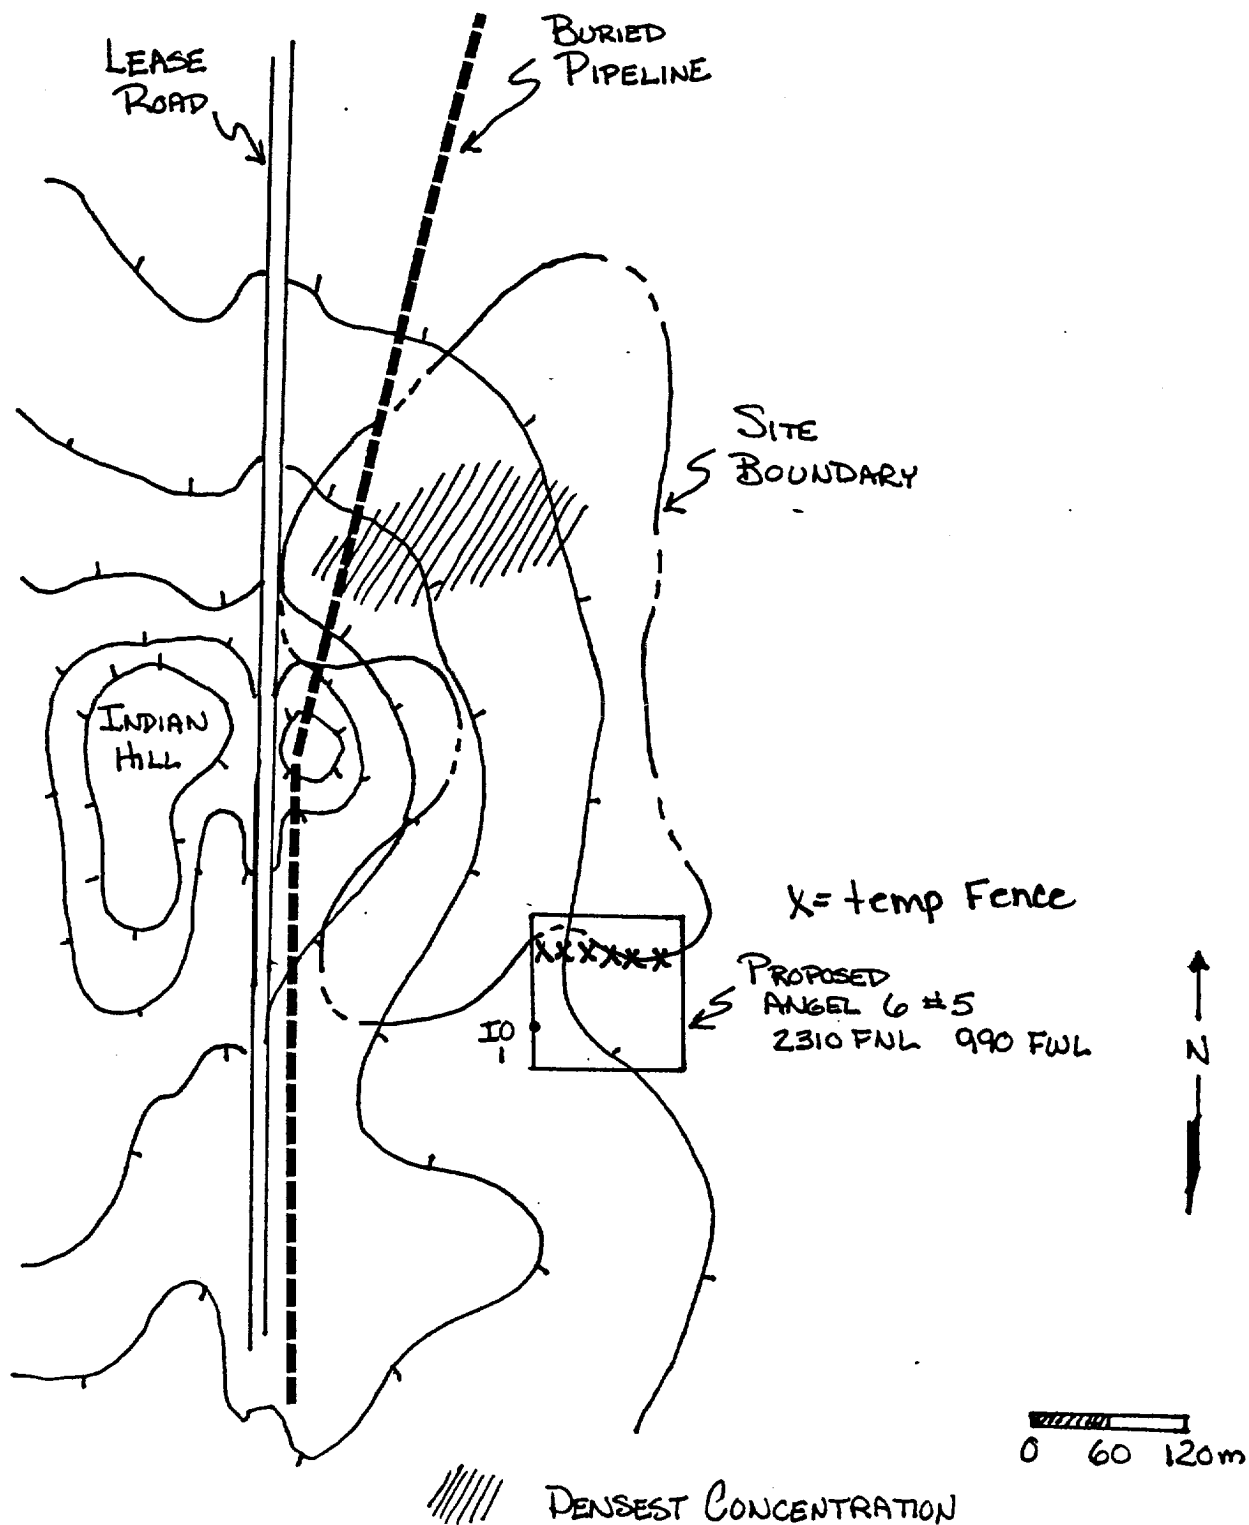 LEASE
ROAD
BURIED
PIPELINE
SITE
BOUNDARY
INDIAN
HILL
X= temp Fence
PROPOSED
ANGEL 6 #5
2310 FNL 990 FWL
IO
1
N
0 60 120m
DENSEST CONCENTRATION